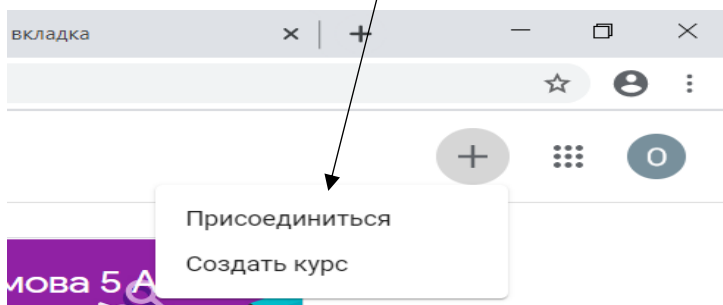 вкладка
О
Присоединиться
Создать курс
мова 5 А